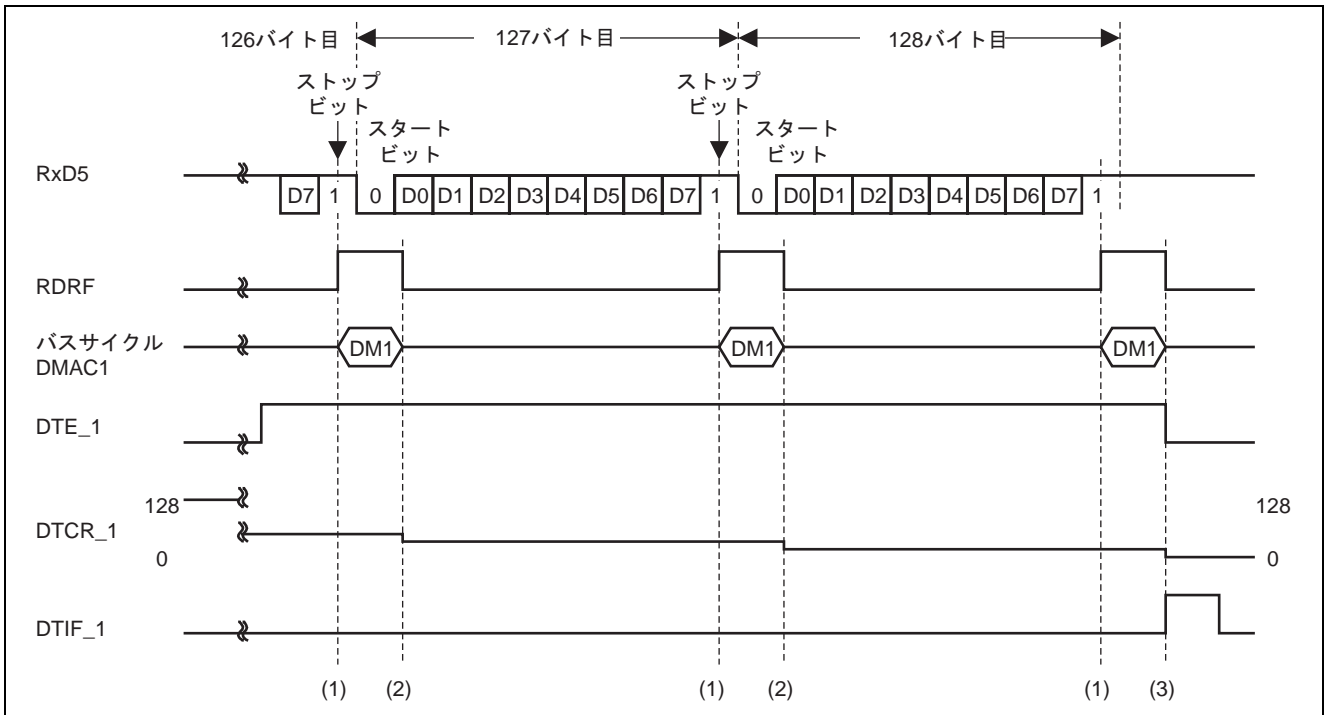 126バイト目 127バイト目 128バイト目
ストップ ストップ
ビット ビット
スタート スタート
ビット ビット
RxD5 D7 1 0 D0 D1 D2 D3 D4 D5 D6 D7 1 0 D0 D1 D2 D3 D4 D5 D6 D7 1
RDRF
バスサイクル
DMAC1
DM1 DM1 DM1
DTE_1
128 128
DTCR_1
0 0
DTIF_1
(1) (2) (1) (2) (1) (3)